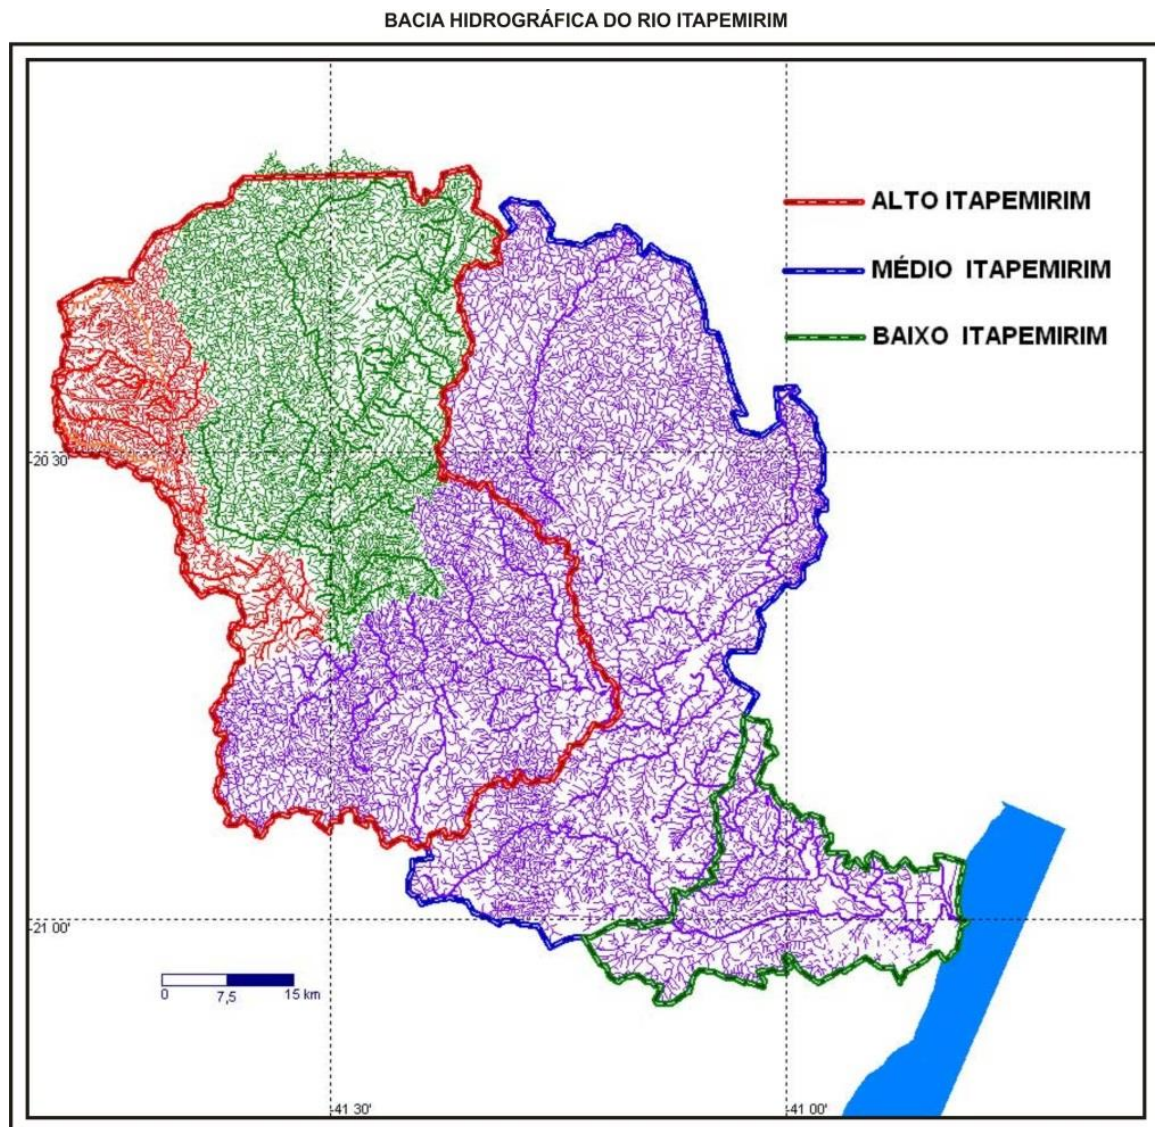 BACIA HIDROGRÁFICA DO RIO ITAPEMIRIM
ALTO ITAPEMIRIM
MÉDIO ITAPEMIRIM
BAIXO ITAPEMIRIM
-20 30'
-21 00'
0 7,5 15 km
-41 30'
-41 00'